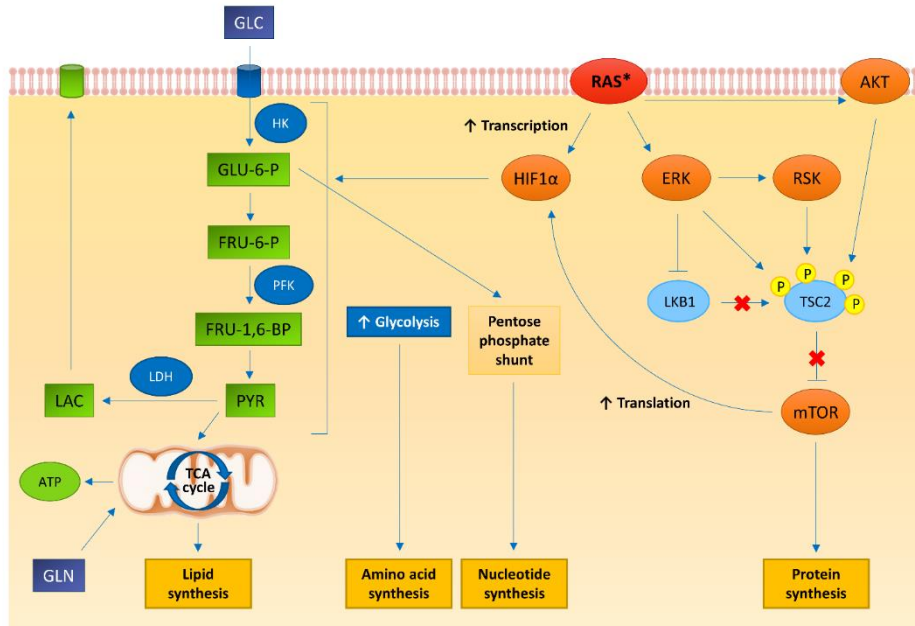 GLC
RAS*
AKT
HK
↑ Transcription
GLU-6-P
HIF1α
ERK
RSK
FRU-6-P
PFK
P
P
P
P
LKB1
TSC2
FRU-1,6-BP
↑ Glycolysis
Pentose
phosphate
shunt
LDH
LAC
PYR
↑ Translation
mTOR
TCA
cycle
ATP
GLN
Lipid
synthesis
Amino acid
synthesis
Nucleotide
synthesis
Protein
synthesis